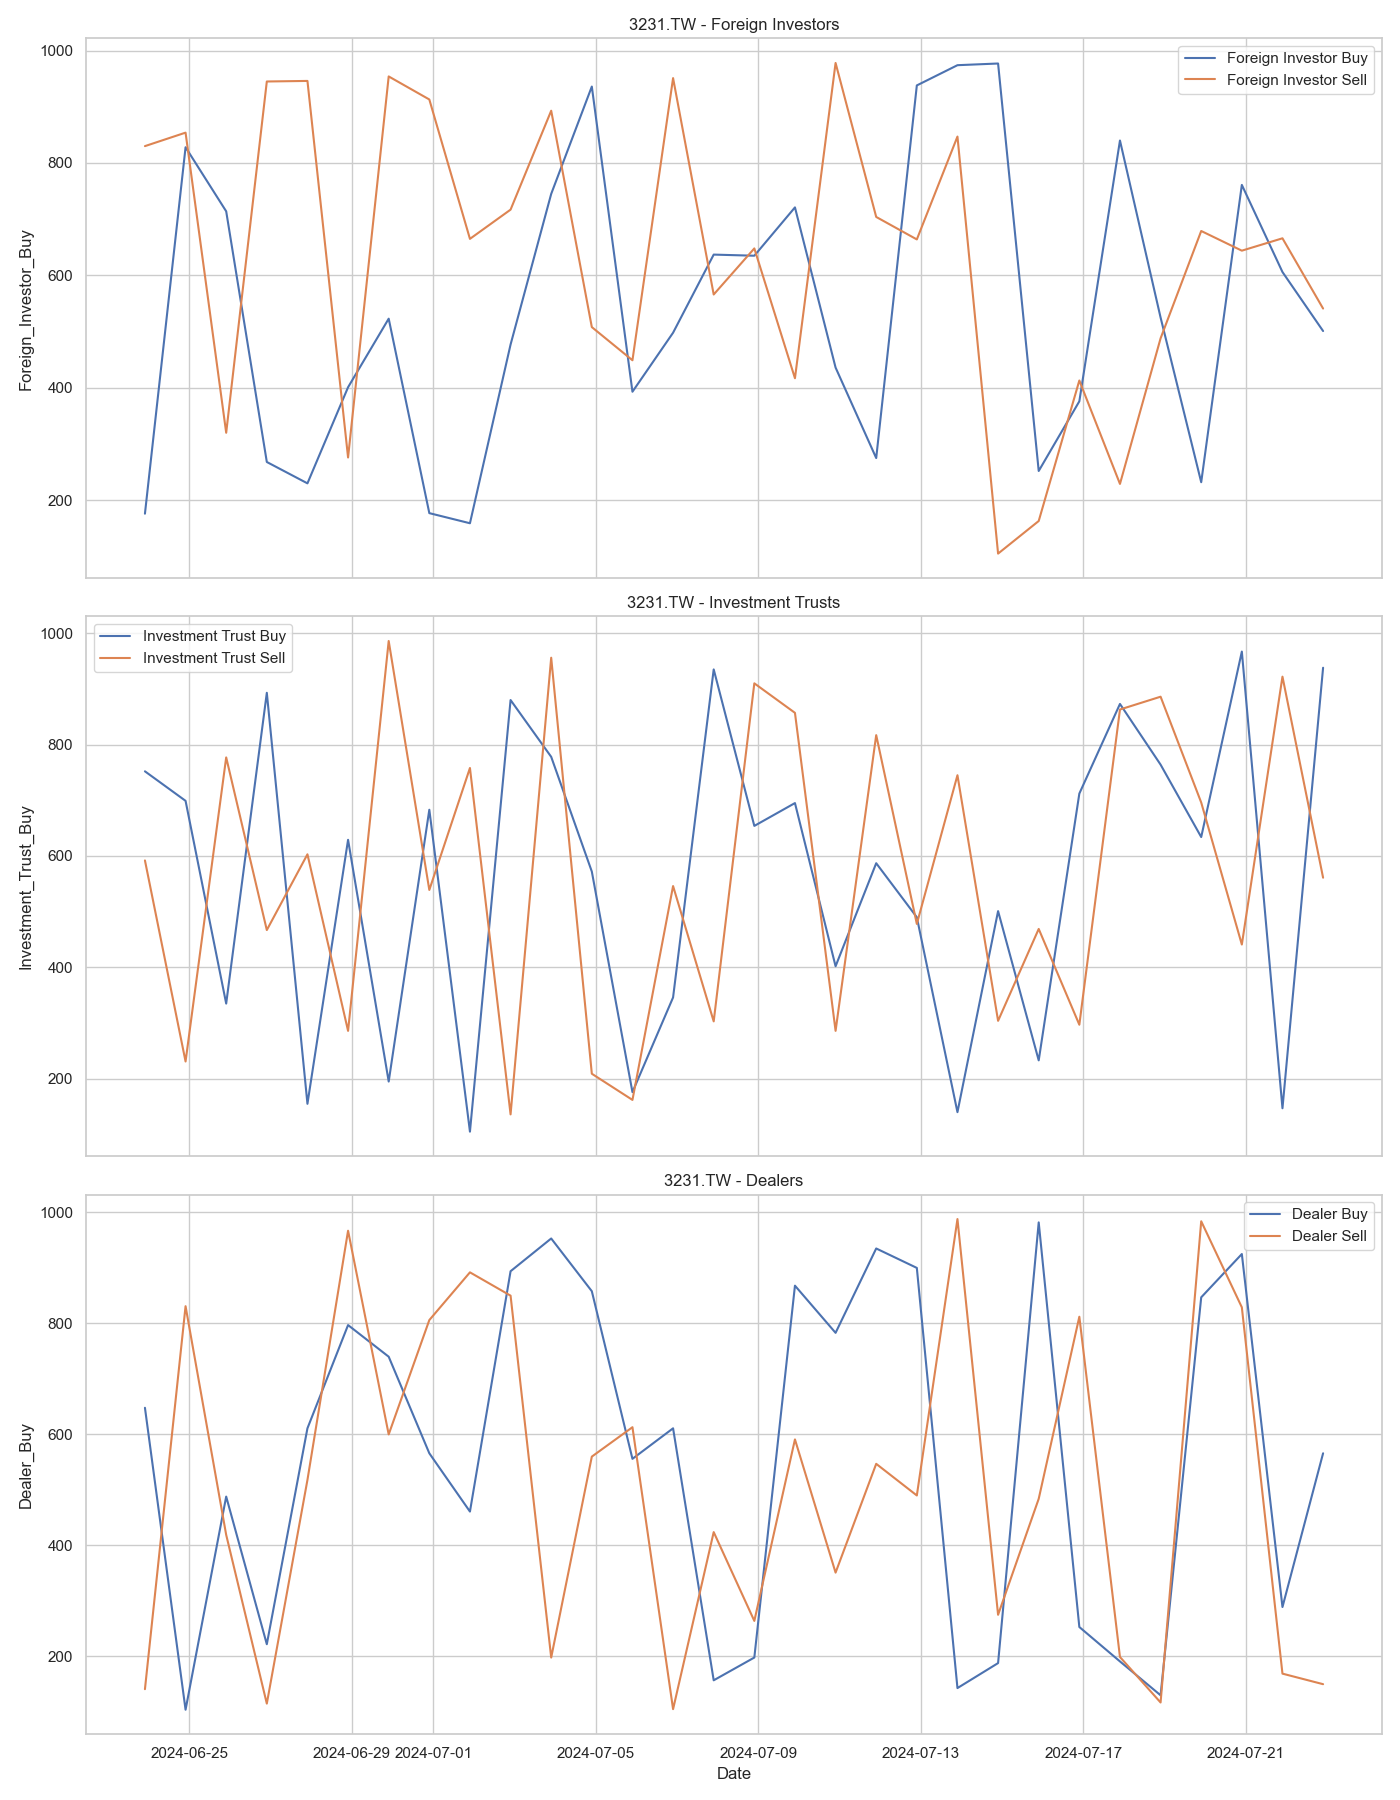 3231.TW - Foreign Investors
Foreign Investor Buy
Foreign Investor Sell
Foreign_Investor_Buy
1000
800
600
400
200
3231.TW - Investment Trusts
Investment Trust Buy
Investment Trust Sell
Investment_Trust_Buy
1000
800
600
400
200
3231.TW - Dealers
Dealer Buy
Dealer Sell
Dealer_Buy
1000
800
600
400
200
2024-06-25 2024-06-29 2024-07-01 2024-07-05 2024-07-09 2024-07-13 2024-07-17 2024-07-21
Date